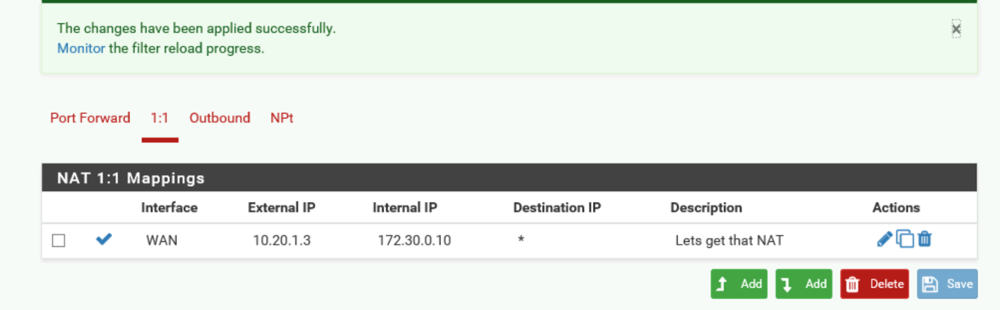 The changes have been applied successfully.
Monitor the filter reload progress.
Port Forward 1:1 Outbound NPt
NAT 1:1 Mappings
Interface External IP Internal IP Destination IP Description Actions
WAN 10.20.1.3 172.30.0.10 * Lets get that NAT
Add Add Delete Save